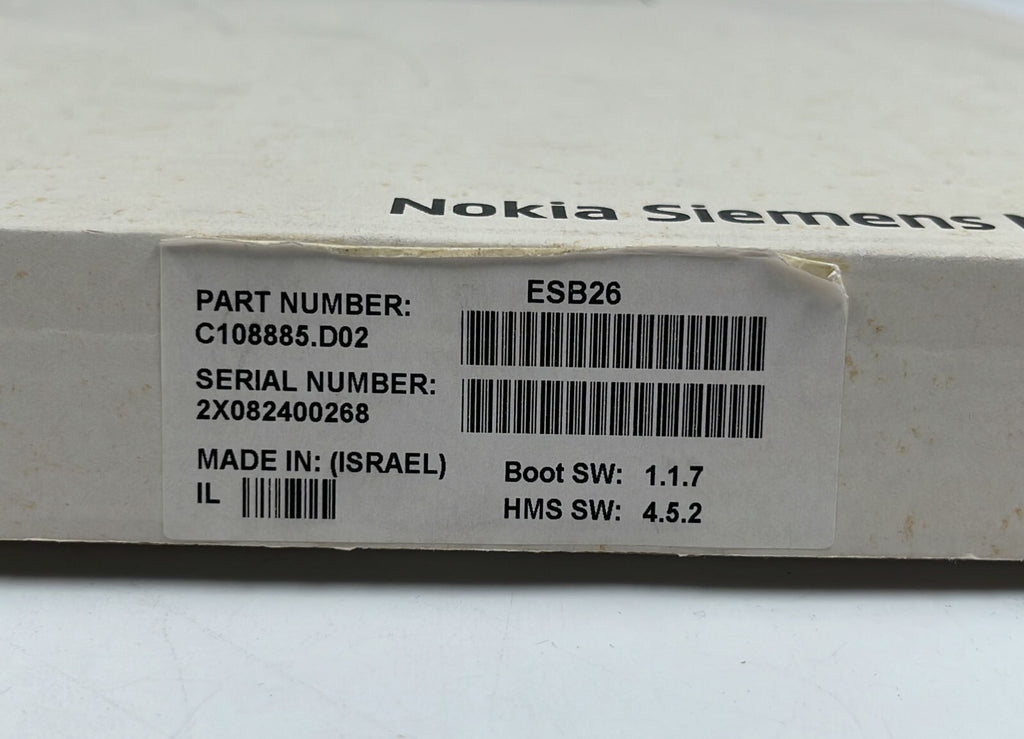 Nokia Siemens
ESB26
PART NUMBER:
C108885.D02
SERIAL NUMBER:
2X082400268
MADE IN: (ISRAEL)
IL
Boot SW: 1.1.7
HMS SW: 4.5.2